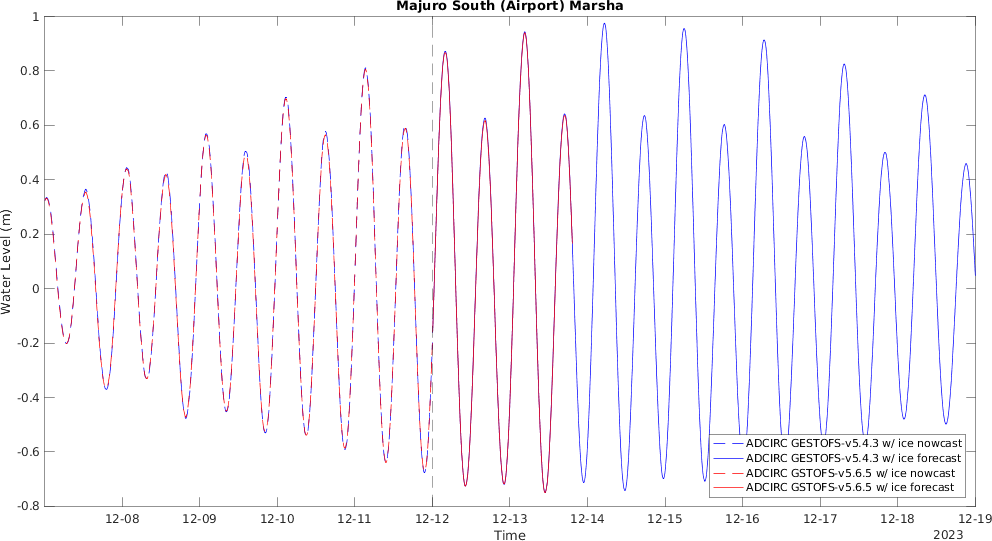 Majuro South (Airport) Marsha
1
0.8
0.6
0.4
0.2
0
-0.2
-0.4
-0.6
-0.8
Water Level (m)
ADCIRC GESTOFS-v5.4.3 w/ ice nowcast
ADCIRC GESTOFS-v5.4.3 w/ ice forecast
ADCIRC GSTOFS-v5.6.5 w/ ice nowcast
ADCIRC GSTOFS-v5.6.5 w/ ice forecast
12-08 12-09 12-10 12-11 12-12 12-13 12-14 12-15 12-16 12-17 12-18 12-19
Time
2023